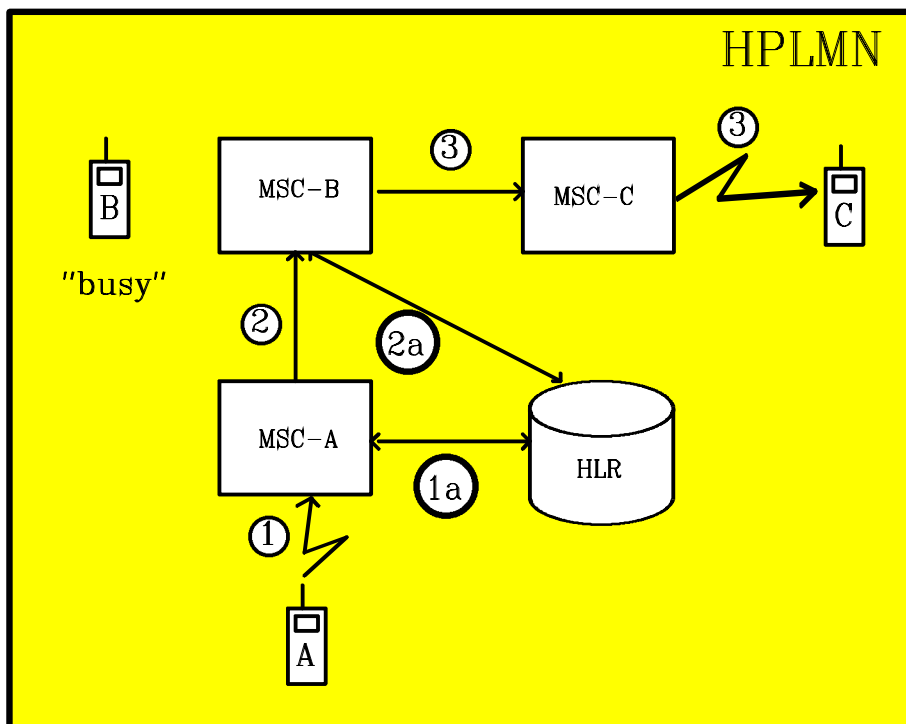 HPLMN
3
3
MSC-B
MSC-C
B
C
"busy"
2
2a
MSC-A
HLR
1a
1
A